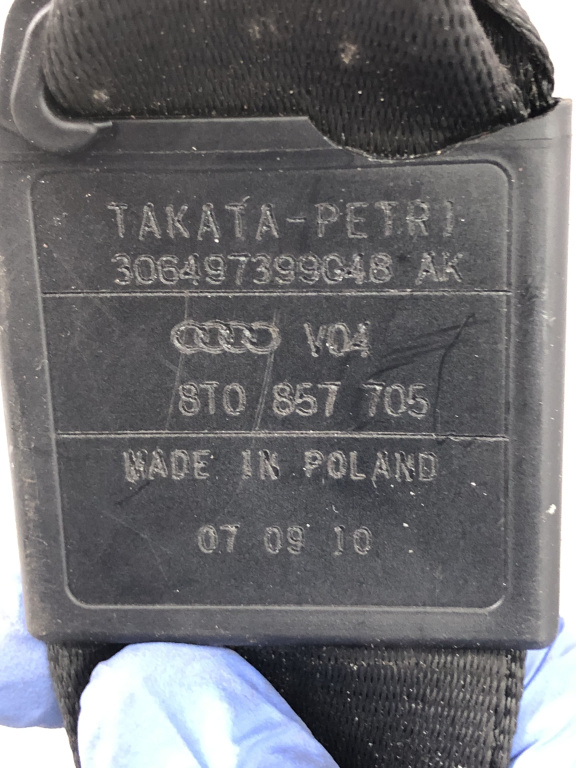 TAKATA-PETRI
306497399G48 AK
V04
8T0 857 705
MADE IN POLAND
07 09 10